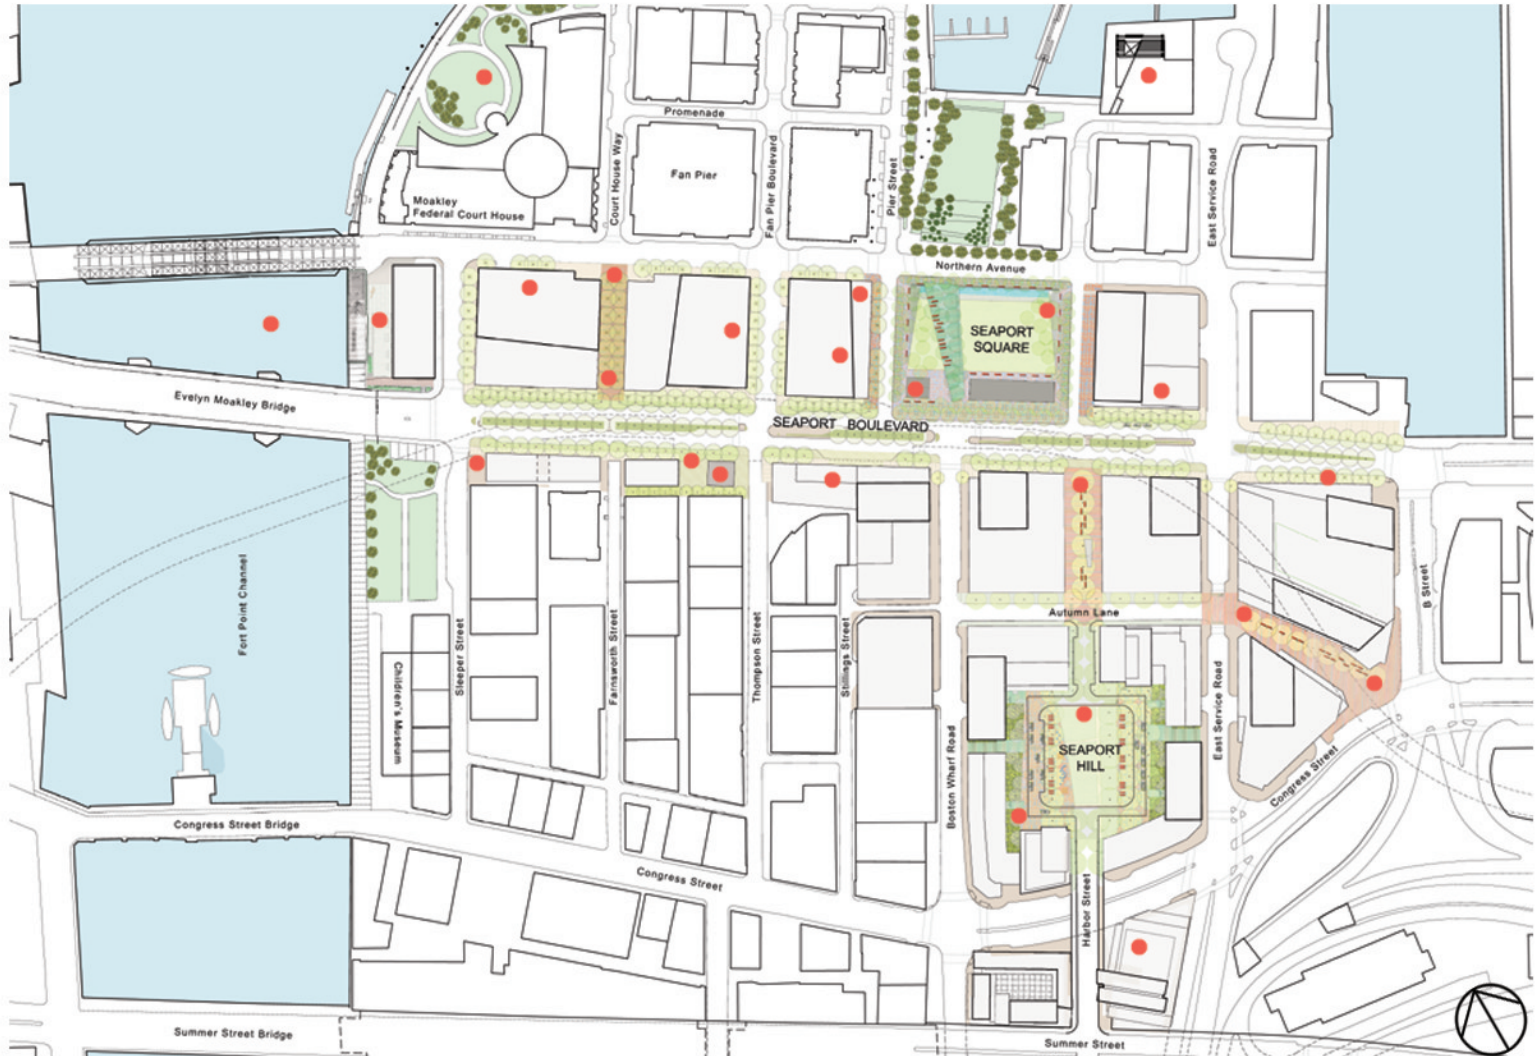 Promenade
Court House Way
Fan Pier Boulevard
Pier Street
East Service Road
Fan Pier
Moakley
Federal Court House
Northern Avenue
SEAPORT
SQUARE
Evelyn Moakley Bridge
SEAPORT BOULEVARD
Fort Point Channel
Children's Museum
Sleeper Street
Farnsworth Street
Thompson Street
Stillings Street
Autumn Lane
B Street
Boston Wharf Road
East Service Road
SEAPORT
HILL
Congress Street
Congress Street Bridge
Congress Street
Harbor Street
Summer Street Bridge
Summer Street